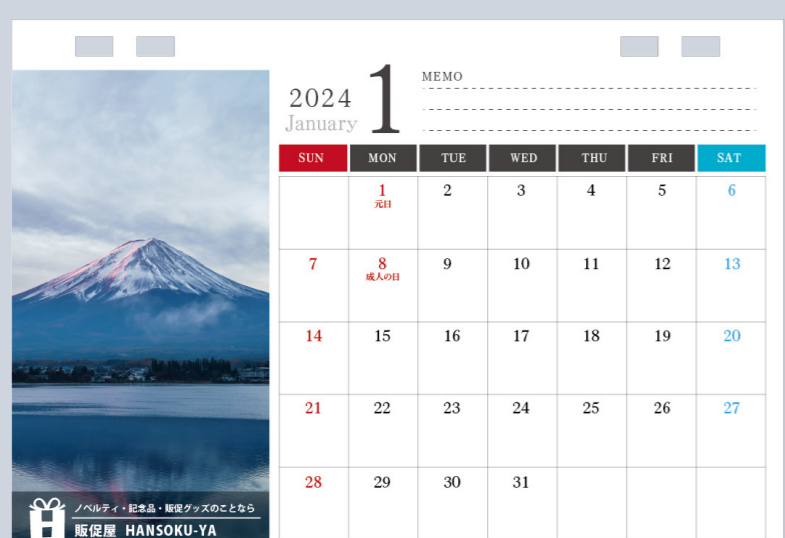 2024
January
1
MEMO
SUN MON TUE WED THU FRI SAT
1 2 3 4 5 6
元日
7 8 9 10 11 12 13
成人の日
14 15 16 17 18 19 20
21 22 23 24 25 26 27
28 29 30 31
ノベルティ・記念品・販促グッズのことなら
販促屋 HANSOKU-YA